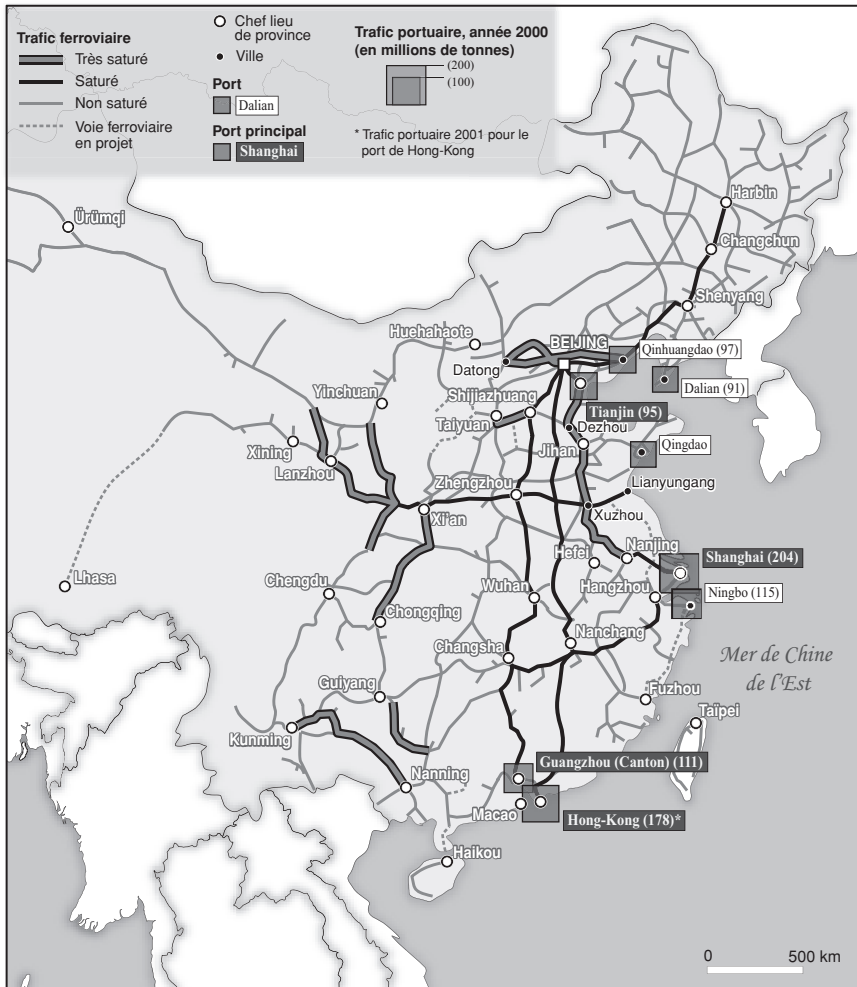 Trafic ferroviaire
Très saturé
Saturé
Non saturé
Voie ferroviaire
en projet
Chef lieu
de province
Ville
Port
Dalian
Port principal
Shanghai
Trafic portuaire, année 2000
(en millions de tonnes)
(200)
(100)
* Trafic portuaire 2001 pour le
port de Hong-Kong
Ürümqi
Harbin
Changchun
Shenyang
Huehahaote
BEIJING
Datong
Qinhuangdao (97)
Dalian (91)
Yinchuan
Shijiazhuang
Tianjin (95)
Taiyuan
Dezhou
Xining
Jihan
Qingdao
Lanzhou
Zhengzhou
Lianyungang
Xi'an
Xuzhou
Nanjing
Hefei
Shanghai (204)
Lhasa
Chengdu
Wuhan
Hangzhou
Ningbo (115)
Chongqing
Nanchang
Changsha
Mer de Chine
de l'Est
Guiyang
Fuzhou
Taïpei
Kunming
Guangzhou (Canton) (111)
Nanning
Macao
Hong-Kong (178)*
Haikou
0 500 km